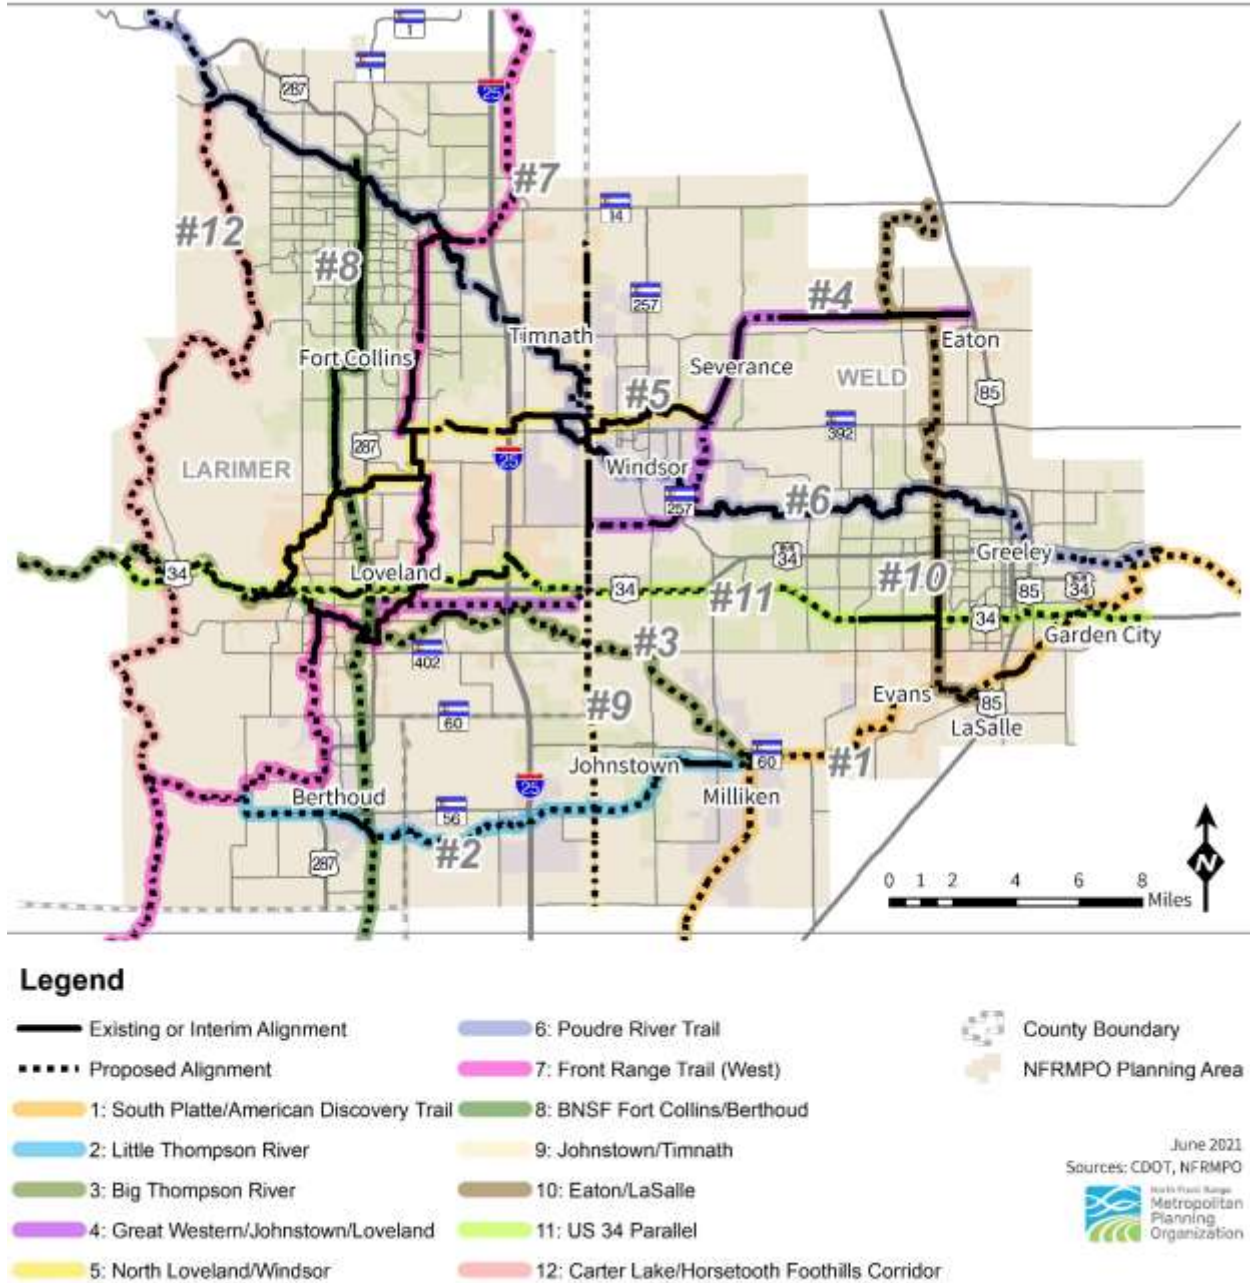 1
1
287
25
#7
14
#12
#8
257
#4
Timnath
Eaton
Fort Collins
Severance
WELD
85
#5
392
287
LARIMER
25
Windsor
257
#6
34
Greeley
34
Loveland
34
#11
#10
85
34
34
Garden City
402
#3
Evans
85
LaSalle
#9
60
Johnstown
60
#1
25
Milliken
Berthoud
56
#2
287
N
0 1 2 4 6 8
Miles
Legend
Existing or Interim Alignment
Proposed Alignment
1: South Platte/American Discovery Trail
2: Little Thompson River
3: Big Thompson River
4: Great Western/Johnstown/Loveland
5: North Loveland/Windsor
6: Poudre River Trail
7: Front Range Trail (West)
8: BNSF Fort Collins/Berthoud
9: Johnstown/Timnath
10: Eaton/LaSalle
11: US 34 Parallel
12: Carter Lake/Horsetooth Foothills Corridor
County Boundary
NFRMPO Planning Area
June 2021
Sources: CDOT, NFRMPO
North Front Range
Metropolitan
Planning
Organization